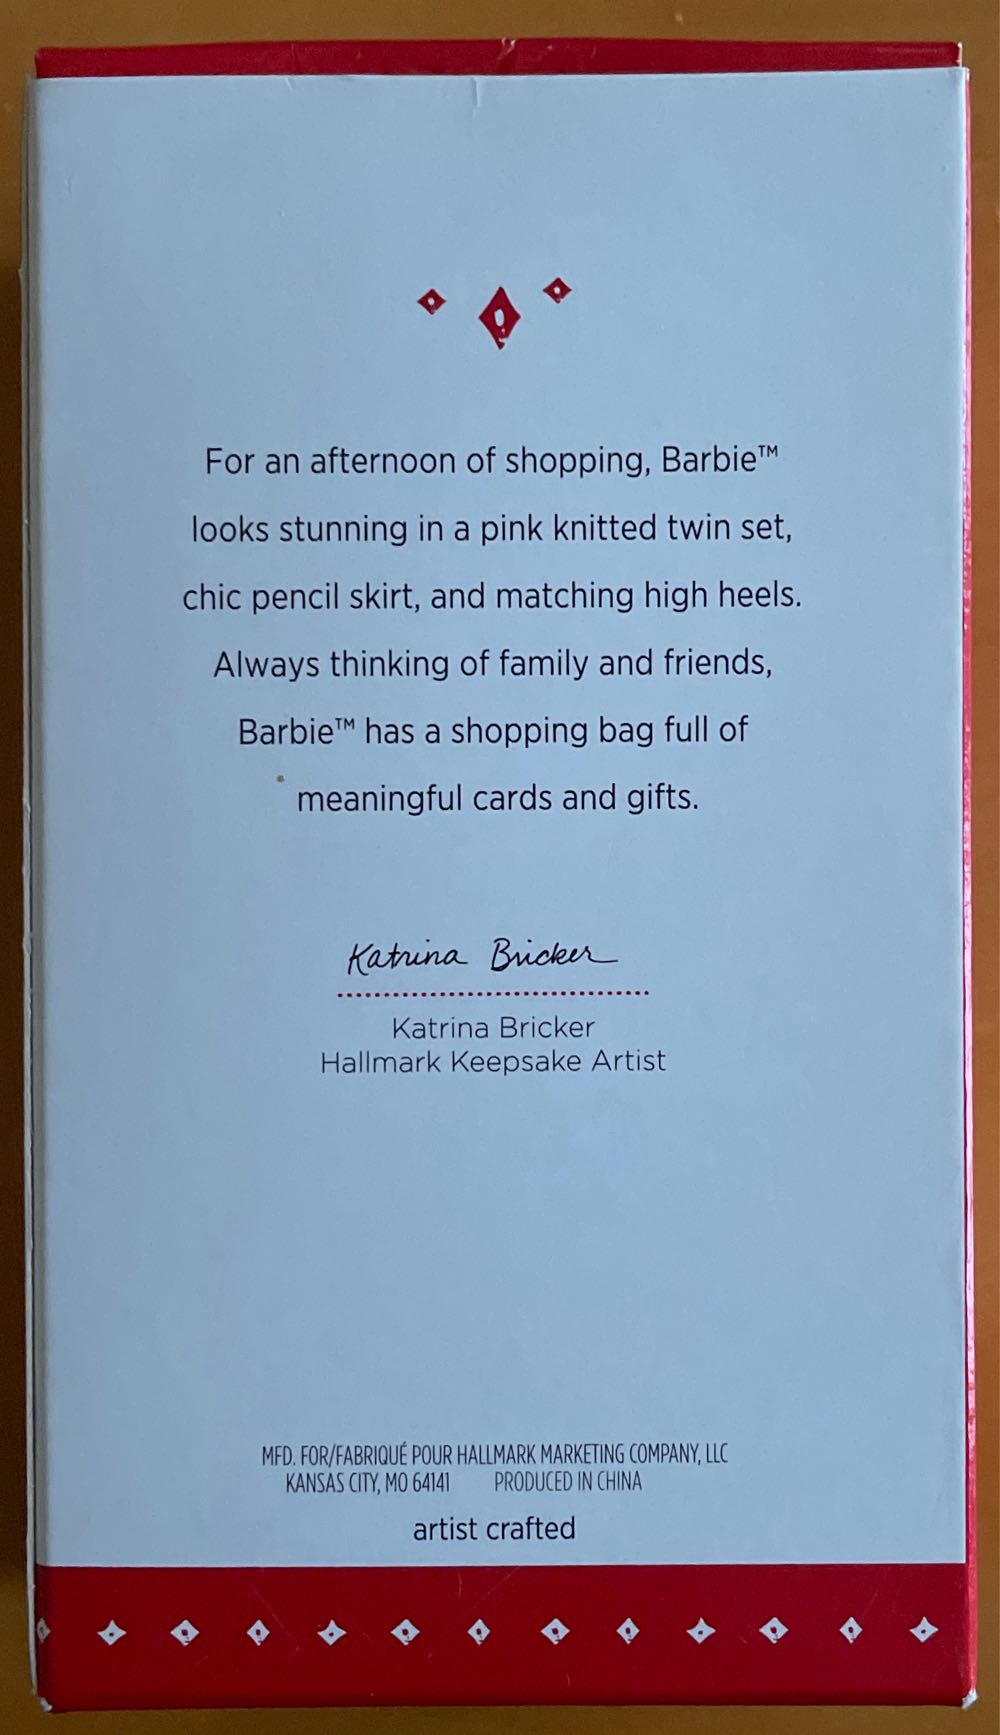 For an afternoon of shopping, Barbie™
looks stunning in a pink knitted twin set,
chic pencil skirt, and matching high heels.
Always thinking of family and friends,
Barbie™ has a shopping bag full of
meaningful cards and gifts.
Katrina Bricker
Katrina Bricker
Hallmark Keepsake Artist
MFD. FOR/FABRIQUÉ POUR HALLMARK MARKETING COMPANY, LLC
KANSAS CITY, MO 64141 PRODUCED IN CHINA
artist crafted